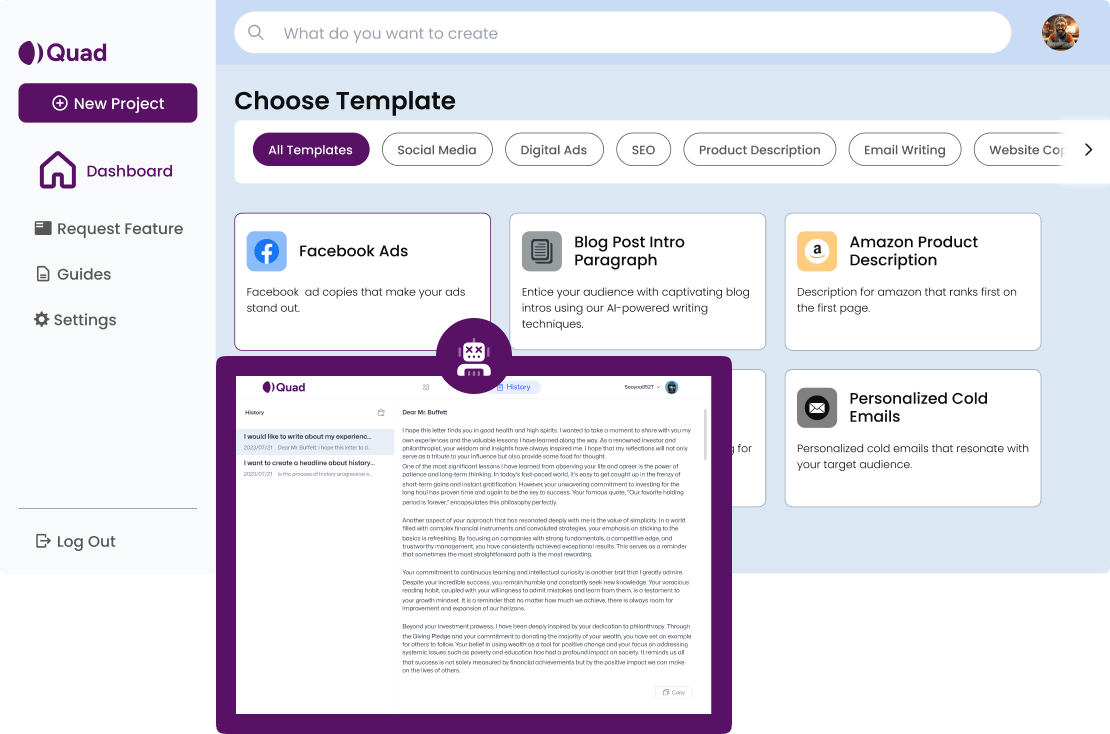 Quad
What do you want to create
New Project
Dashboard
Request Feature
Guides
Settings
Log Out
Choose Template
All Templates
Social Media
Digital Ads
SEO
Product Description
Email Writing
Website Cop
Facebook Ads
Facebook ad copies that make your ads
stand out.
Blog Post Intro
Paragraph
Entice your audience with captivating blog
intros using our AI-powered writing
techniques.
Amazon Product
Description
Description for amazon that ranks first on
the first page.
g for
Personalized Cold
Emails
Personalized cold emails that resonate with
your target audience.
Quad
History
History
I would like to write about my experienc...
2023/07/21 Dear Mr. Buffett I hope this letter to d...
I want to create a headline about history...
2023/07/21 Is the process of history progressive o...
Dear Mr. Buffett
I hope this letter finds you in good health and high spirits. I wanted to take a moment to share with you my
own experiences and the valuable lessons I have learned along the way. As a renowned investor and
philanthropist, your wisdom and insights have always inspired me. I hope that my reflections will not only
serve as a tribute to your influence but also provide some food for thought.
One of the most significant lessons I have learned from observing your life and career is the power of
patience and long-term thinking. In today's fast-paced world, it's easy to get caught up in the frenzy of
short-term gains and instant gratification. However, your unwavering commitment to investing for the
long haul has proven time and again to be the key to success. Your famous quote, "Our favorite holding
period is forever," encapsulates this philosophy perfectly.
Another aspect of your approach that has resonated deeply with me is the value of simplicity. In a world
filled with complex financial instruments and convoluted strategies, your emphasis on sticking to the
basics is refreshing. By focusing on companies with strong fundamentals, a competitive edge, and
trustworthy management, you have consistently achieved exceptional results. This serves as a reminder
that sometimes the most straightforward path is the most rewarding.
Your commitment to continuous learning and intellectual curiosity is another trait that I greatly admire.
Despite your incredible success, you remain humble and constantly seek new knowledge. Your voracious
reading habit, coupled with your willingness to admit mistakes and learn from them, is a testament to
your growth mindset. It is a reminder that no matter how much we achieve, there is always room for
improvement and expansion of our horizons.
Beyond your investment prowess, I have been deeply inspired by your dedication to philanthropy. Through
the Giving Pledge and your commitment to donating the majority of your wealth, you have set an example
for others to follow. Your belief in using wealth as a tool for positive change and your focus on addressing
systemic issues such as poverty and education has had a profound impact on society. It reminds us all
that success is not solely measured by financial achievements but by the positive impact we can make
on the lives of others.
Copy